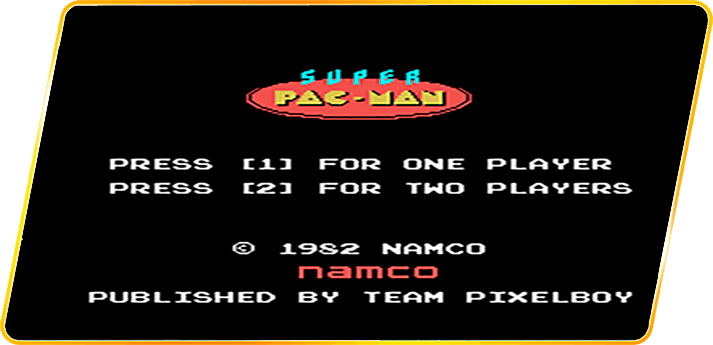 SUPER
PAC-MAN
PRESS [1] FOR ONE PLAYER
PRESS [2] FOR TWO PLAYERS
© 1982 NAMCO
namco
PUBLISHED BY TEAM PIXELBOY